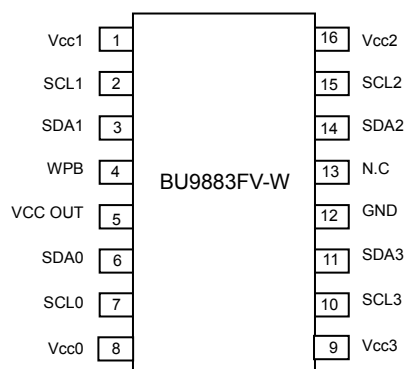 Vcc1 1 16 Vcc2
SCL1 2 15 SCL2
SDA1 3 14 SDA2
WPB 4 13 N.C
BU9883FV-W
VCC OUT 5 12 GND
SDA0 6 11 SDA3
SCL0 7 10 SCL3
Vcc0 8 9 Vcc3